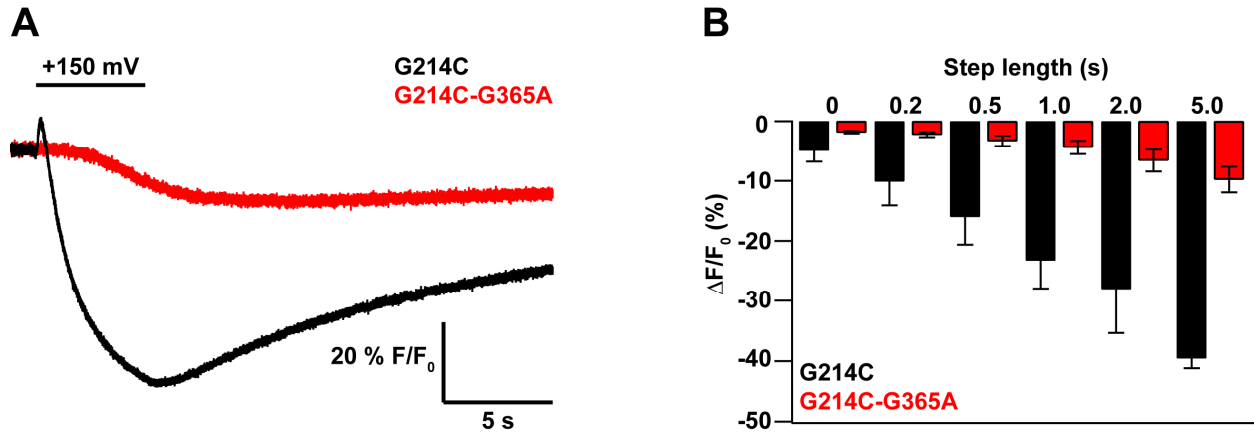 A
+150 mV
G214C
G214C-G365A
20 % F/F₀
5 s
B
Step length (s)
0 0.2 0.5 1.0 2.0 5.0
0
-10
-20
-30
-40
-50
ΔF/F₀ (%)
G214C
G214C-G365A